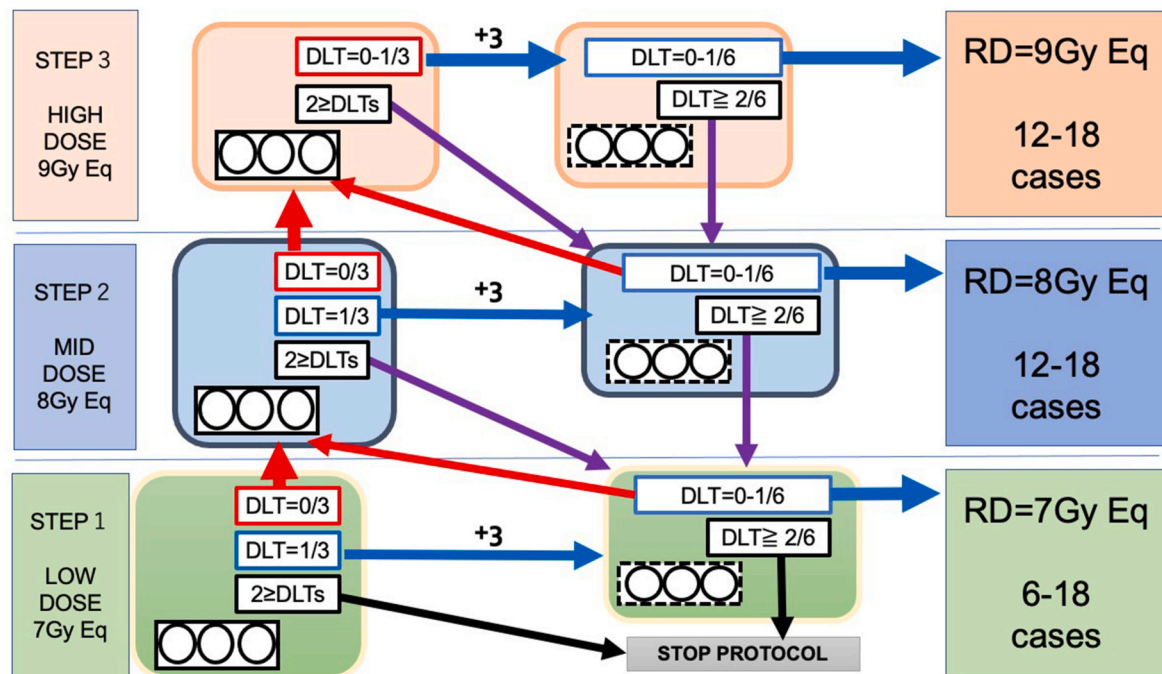 STEP 3
HIGH
DOSE
9Gy Eq
DLT=0-1/3
2≥DLTs
+3
DLT=0-1/6
DLT≧ 2/6
RD=9Gy Eq
12-18
cases
STEP 2
MID
DOSE
8Gy Eq
DLT=0/3
DLT=1/3
2≥DLTs
+3
DLT=0-1/6
DLT≧ 2/6
RD=8Gy Eq
12-18
cases
STEP 1
LOW
DOSE
7Gy Eq
DLT=0/3
DLT=1/3
2≥DLTs
+3
DLT=0-1/6
DLT≧ 2/6
STOP PROTOCOL
RD=7Gy Eq
6-18
cases